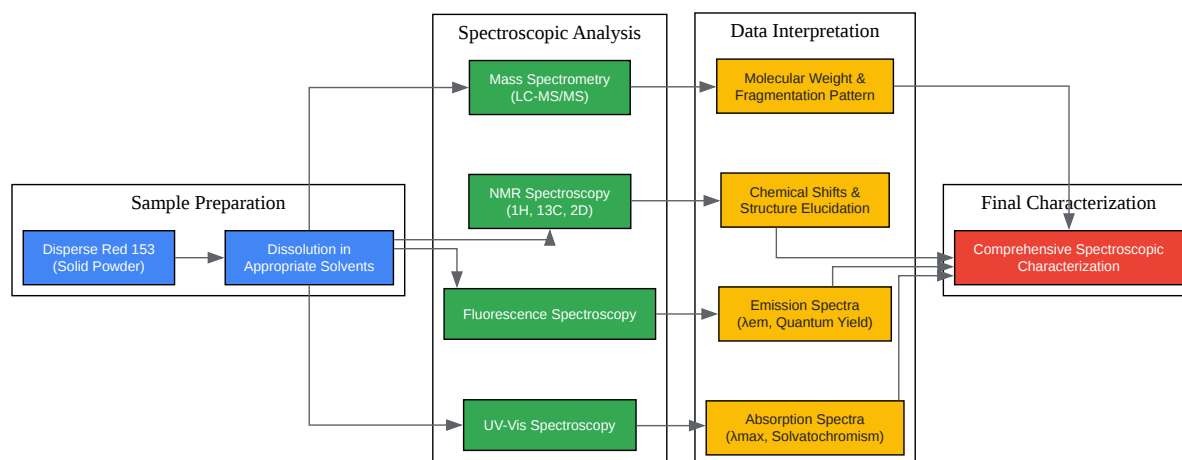 Spectroscopic Analysis
Data Interpretation
Mass Spectrometry
(LC-MS/MS)
Molecular Weight &
Fragmentation Pattern
Sample Preparation
NMR Spectroscopy
(1H, 13C, 2D)
Chemical Shifts &
Structure Elucidation
Final Characterization
Disperse Red 153
(Solid Powder)
Dissolution in
Appropriate Solvents
Comprehensive Spectroscopic
Characterization
Fluorescence Spectroscopy
Emission Spectra
(λem, Quantum Yield)
UV-Vis Spectroscopy
Absorption Spectra
(λmax, Solvatochromism)